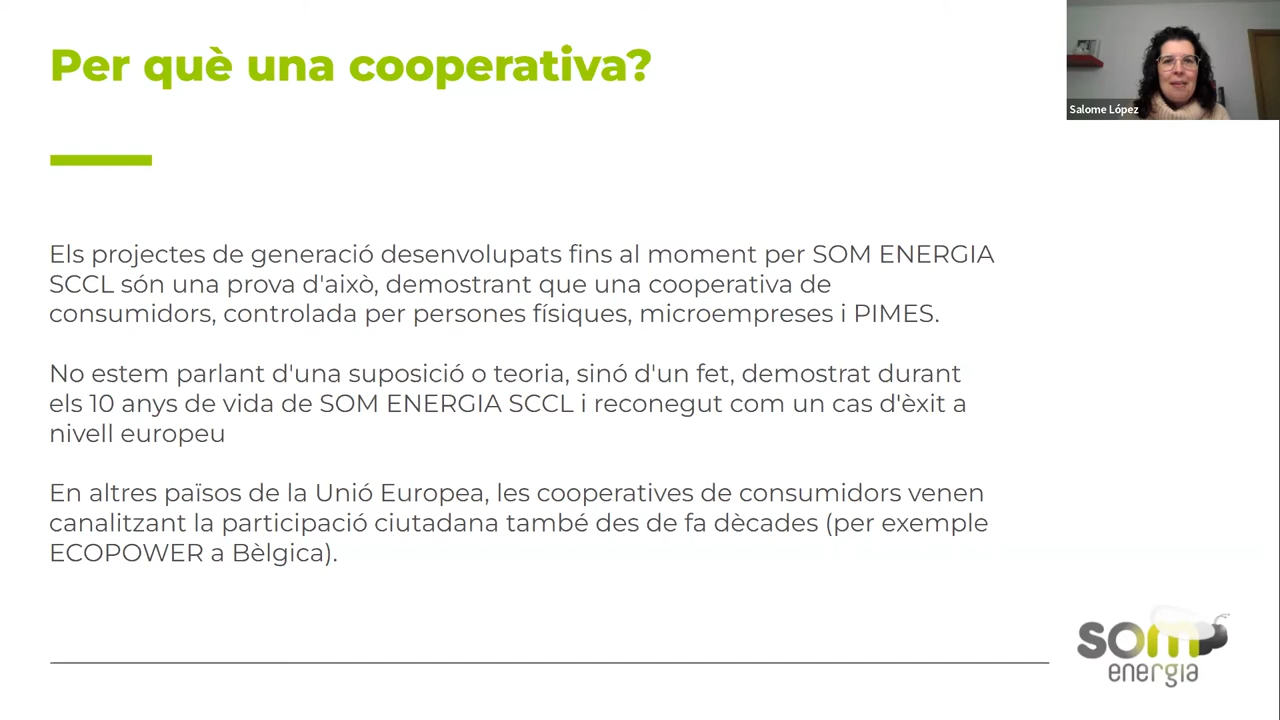 Per què una cooperativa?
Salome López
Els projectes de generació desenvolupats fins al moment per SOM ENERGIA
SCCL són una prova d'això, demostrant que una cooperativa de
consumidors, controlada per persones físiques, microempreses i PIMES.
No estem parlant d'una suposició o teoria, sinó d'un fet, demostrat durant
els 10 anys de vida de SOM ENERGIA SCCL i reconegut com un cas d'èxit a
nivell europeu
En altres països de la Unió Europea, les cooperatives de consumidors venen
canalitzant la participació ciutadana també des de fa dècades (per exemple
ECOPOWER a Bèlgica).
som
energia